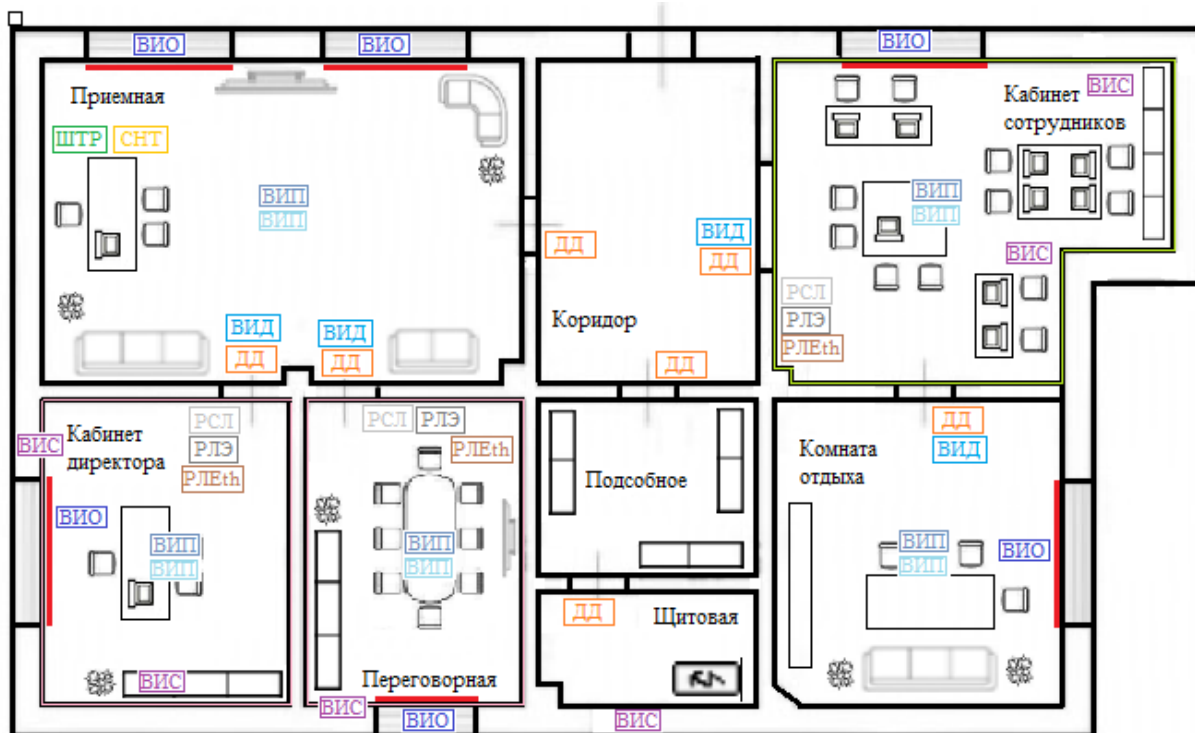 ВИО
ВИО
ВИО
Приемная
ШТР
СНТ
ВИП
ВИП
ВИД
ДД
ВИД
ДД
ДД
ВИД
ДД
Коридор
ДД
Кабинет
сотрудников
ВИС
ВИП
ВИП
ВИС
РСЛ
РЛЭ
РЛEth
Кабинет
директора
ВИС
РСЛ
РЛЭ
РЛEth
ВИО
ВИП
ВИП
ВИС
РСЛ
РЛЭ
РЛEth
ВИП
ВИП
Переговорная
ВИС
ВИО
Подсобное
ДД
Щитовая
ВИС
ДД
ВИД
Комната
отдыха
ВИП
ВИП
ВИО